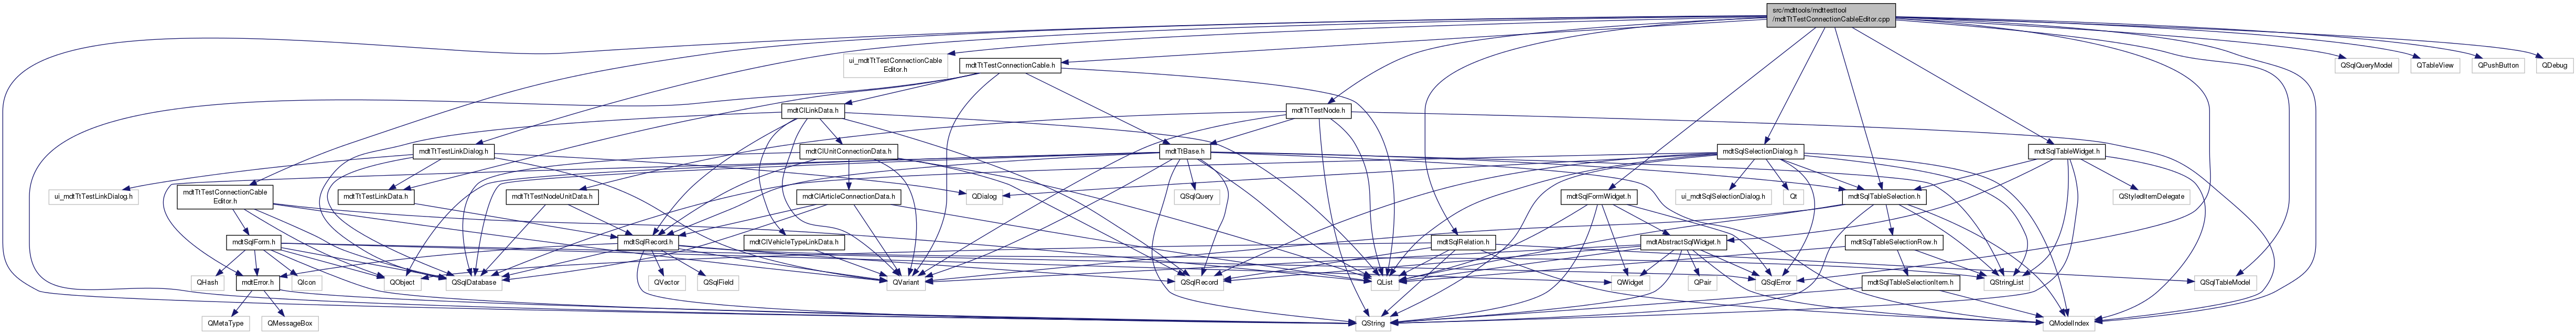 src/mdttools/mdttesttool
/mdtTtTestConnectionCableEditor.cpp
ui_mdtTtTestConnectionCable
Editor.h
mdtTtTestConnectionCable.h
QSqlQueryModel
QTableView
QPushButton
QDebug
mdtClLinkData.h
mdtTtTestNode.h
mdtTtTestLinkDialog.h
mdtClUnitConnectionData.h
mdtTtBase.h
mdtSqlSelectionDialog.h
mdtSqlTableWidget.h
ui_mdtTtTestLinkDialog.h
mdtTtTestConnectionCable
Editor.h
mdtTtTestLinkData.h
mdtTtTestNodeUnitData.h
mdtClArticleConnectionData.h
QDialog
QSqlQuery
mdtSqlFormWidget.h
ui_mdtSqlSelectionDialog.h
Qt
mdtSqlTableSelection.h
QStyledItemDelegate
mdtSqlForm.h
mdtSqlRecord.h
mdtClVehicleTypeLinkData.h
mdtSqlRelation.h
mdtAbstractSqlWidget.h
mdtSqlTableSelectionRow.h
QHash
mdtError.h
QIcon
QObject
QSqlDatabase
QVector
QSqlField
QVariant
QSqlRecord
QList
QWidget
QPair
QSqlError
mdtSqlTableSelectionItem.h
QStringList
QSqlTableModel
QMetaType
QMessageBox
QString
QModelIndex